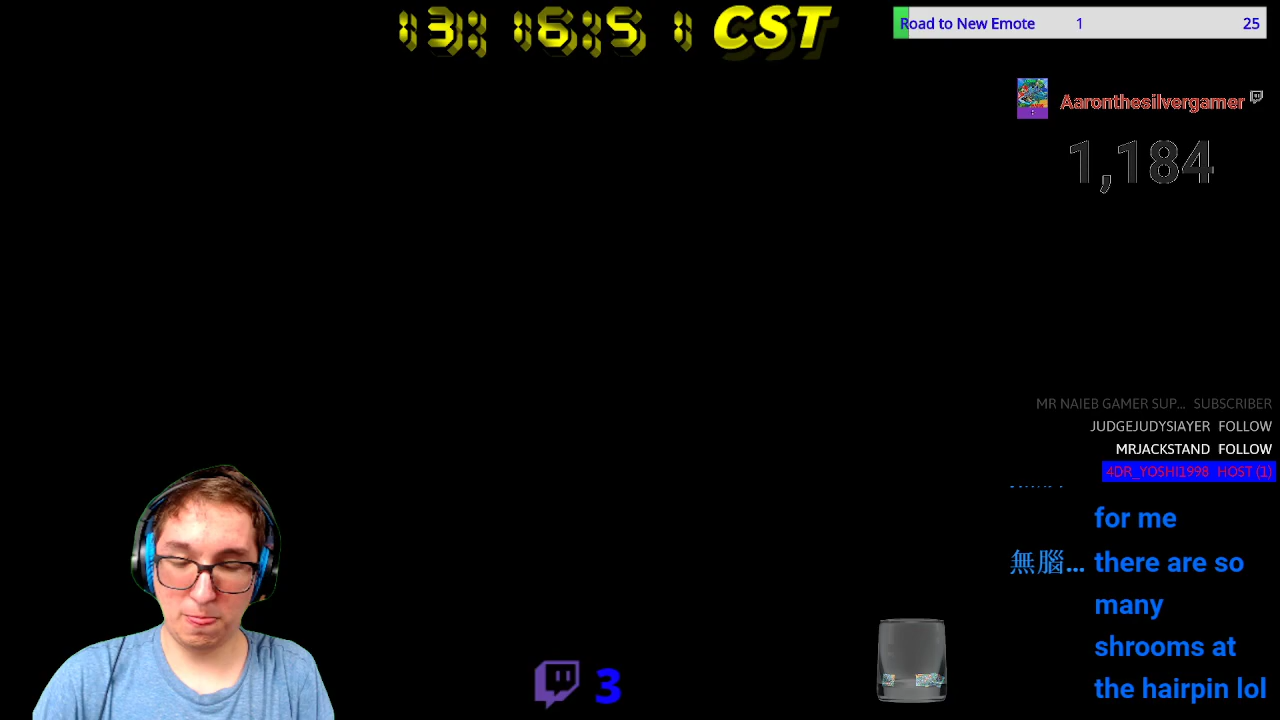 13:16:51 CST
Road to New Emote 1 25
Aaronthesilvergamer
1,184
MR NAIEB GAMER SUP... SUBSCRIBER
JUDGEJUDYSIAYER FOLLOW
MRJACKSTAND FOLLOW
4DR_YOSHI1998 HOST (1)
for me
無腦... there are so
many
shrooms at
the hairpin lol
3